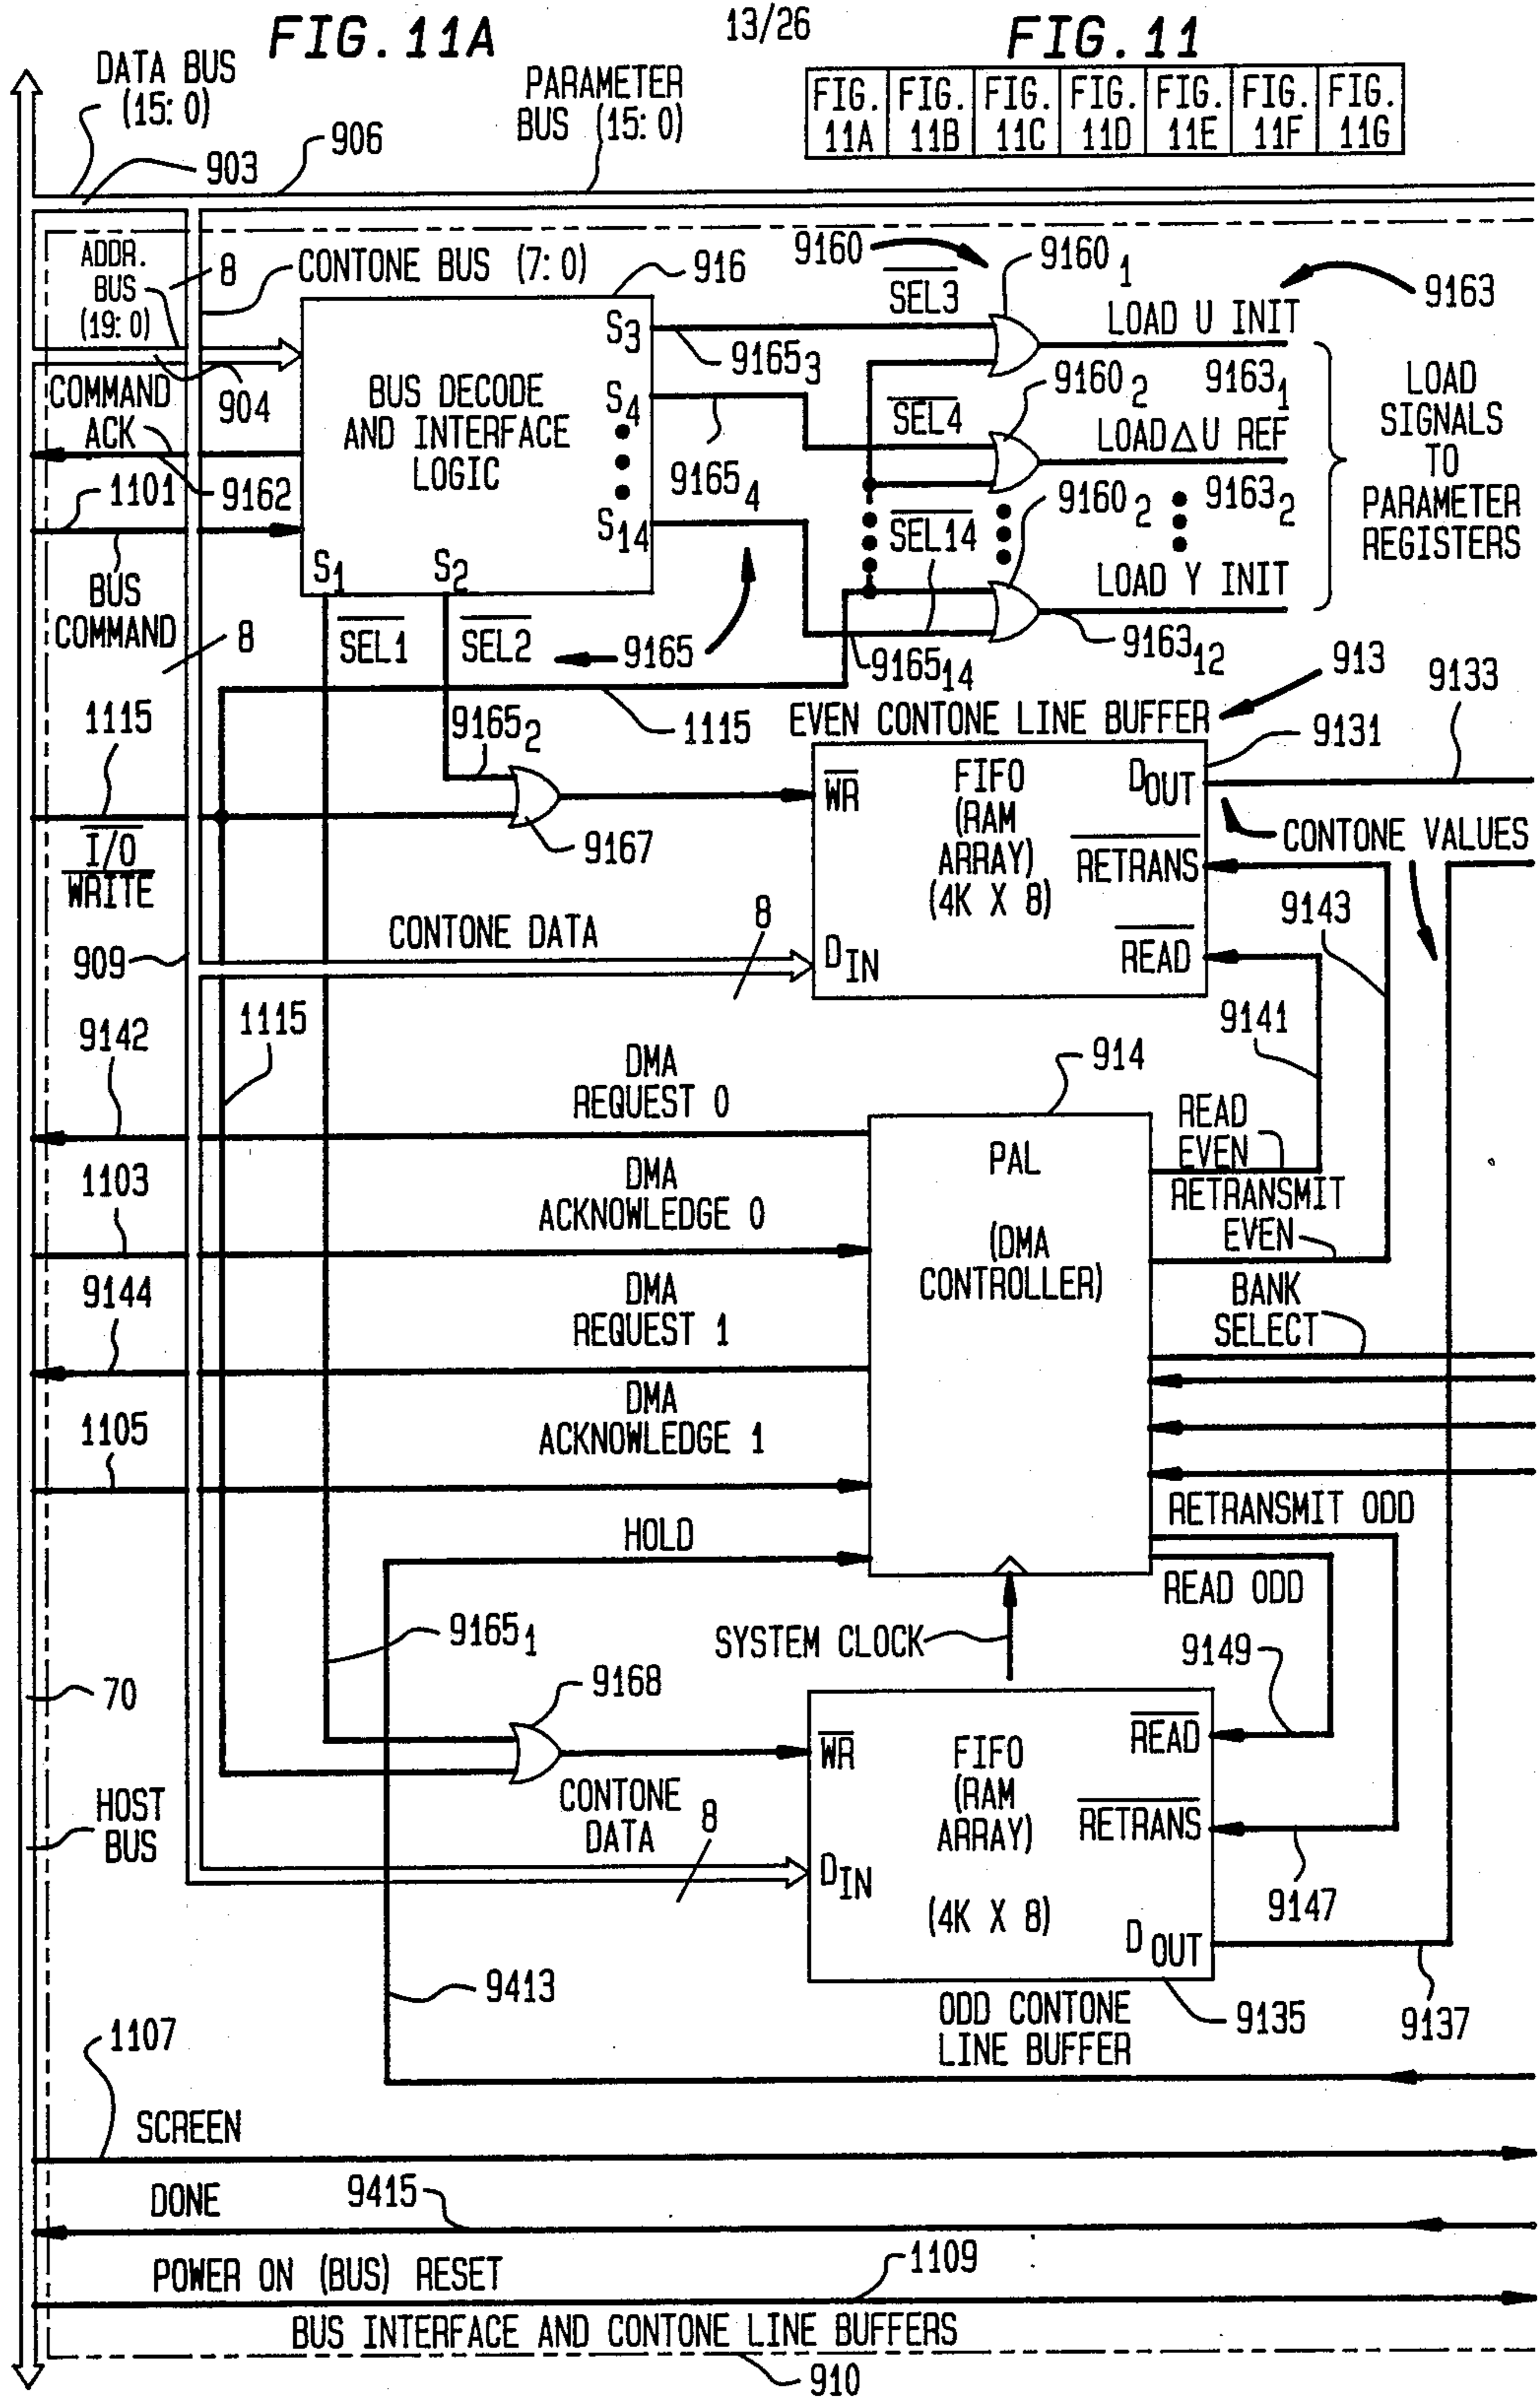 FIG. 11A
13/26
FIG. 11
DATA BUS
(15:0)
PARAMETER
BUS (15:0)
FIG. 11A
FIG. 11B
FIG. 11C
FIG. 11D
FIG. 11E
FIG. 11F
FIG. 11G
903
906
ADDR.
BUS
(19:0)
8
CONTONE BUS (7:0)
916
9160
SEL3
9160 1
9163
LOAD U INIT
S3
9165 3
COMMAND
ACK
904
BUS DECODE
AND INTERFACE
LOGIC
S4
SEL4
9160 2
9163 1
LOAD Δ U REF
LOAD
SIGNALS
TO
PARAMETER
REGISTERS
1101
9162
9165 4
9160 2
9163 2
S14
SEL14
S1
S2
LOAD Y INIT
BUS
COMMAND
8
SEL1
SEL2
9165
9165 14
9163 12
1115
9165 2
1115
EVEN CONTONE LINE BUFFER
913
9133
9131
WR
FIFO
(RAM
ARRAY)
(4K X 8)
DOUT
I/O
WRITE
9167
RETRANS
CONTONE VALUES
909
CONTONE DATA
8
DIN
READ
9143
9142
1115
DMA
REQUEST 0
914
9141
1103
DMA
ACKNOWLEDGE 0
PAL
(DMA
CONTROLLER)
READ
EVEN
RETRANSMIT
EVEN
9144
DMA
REQUEST 1
BANK
SELECT
1105
DMA
ACKNOWLEDGE 1
RETRANSMIT ODD
HOLD
READ ODD
9165 1
SYSTEM CLOCK
9149
70
9168
WR
FIFO
(RAM
ARRAY)
(4K X 8)
READ
HOST
BUS
CONTONE
DATA
8
RETRANS
DIN
9147
DOUT
9413
ODD CONTONE
LINE BUFFER
9135
9137
1107
SCREEN
DONE
9415
POWER ON (BUS) RESET
1109
BUS INTERFACE AND CONTONE LINE BUFFERS
910